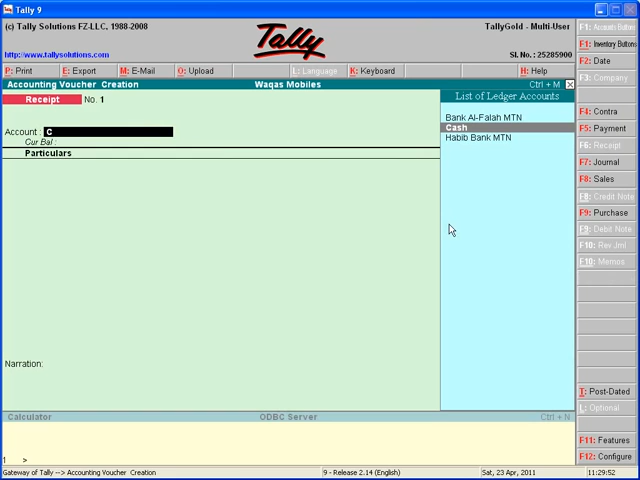 Tally 9
(c) Tally Solutions FZ-LLC, 1988-2008
http://www.tallysolutions.com
Tally
TallyGold - Multi-User
Sl. No.: 25285900
P: Print
E: Export
M: E-Mail
O: Upload
L: Language
K: Keyboard
H: Help
Accounting Voucher Creation
Waqas Mobiles
Ctrl + M
Receipt No. 1
Account : C
Cur Bal :
Particulars
List of Ledger Accounts
Bank Al-Falah MTN
Cash
Habib Bank MTN
Narration:
F1: Accounts Buttons
F1: Inventory Buttons
F2: Date
F3: Company
F4: Contra
F5: Payment
F6: Receipt
F7: Journal
F8: Sales
F8: Credit Note
F9: Purchase
F9: Debit Note
F10: Rev Jrnl
F10: Memos
T: Post-Dated
L: Optional
F11: Features
F12: Configure
Calculator
ODBC Server
Ctrl + N
1 >
Gateway of Tally --> Accounting Voucher Creation
9 - Release 2.14 (English)
Sat, 23 Apr, 2011
11:29:52